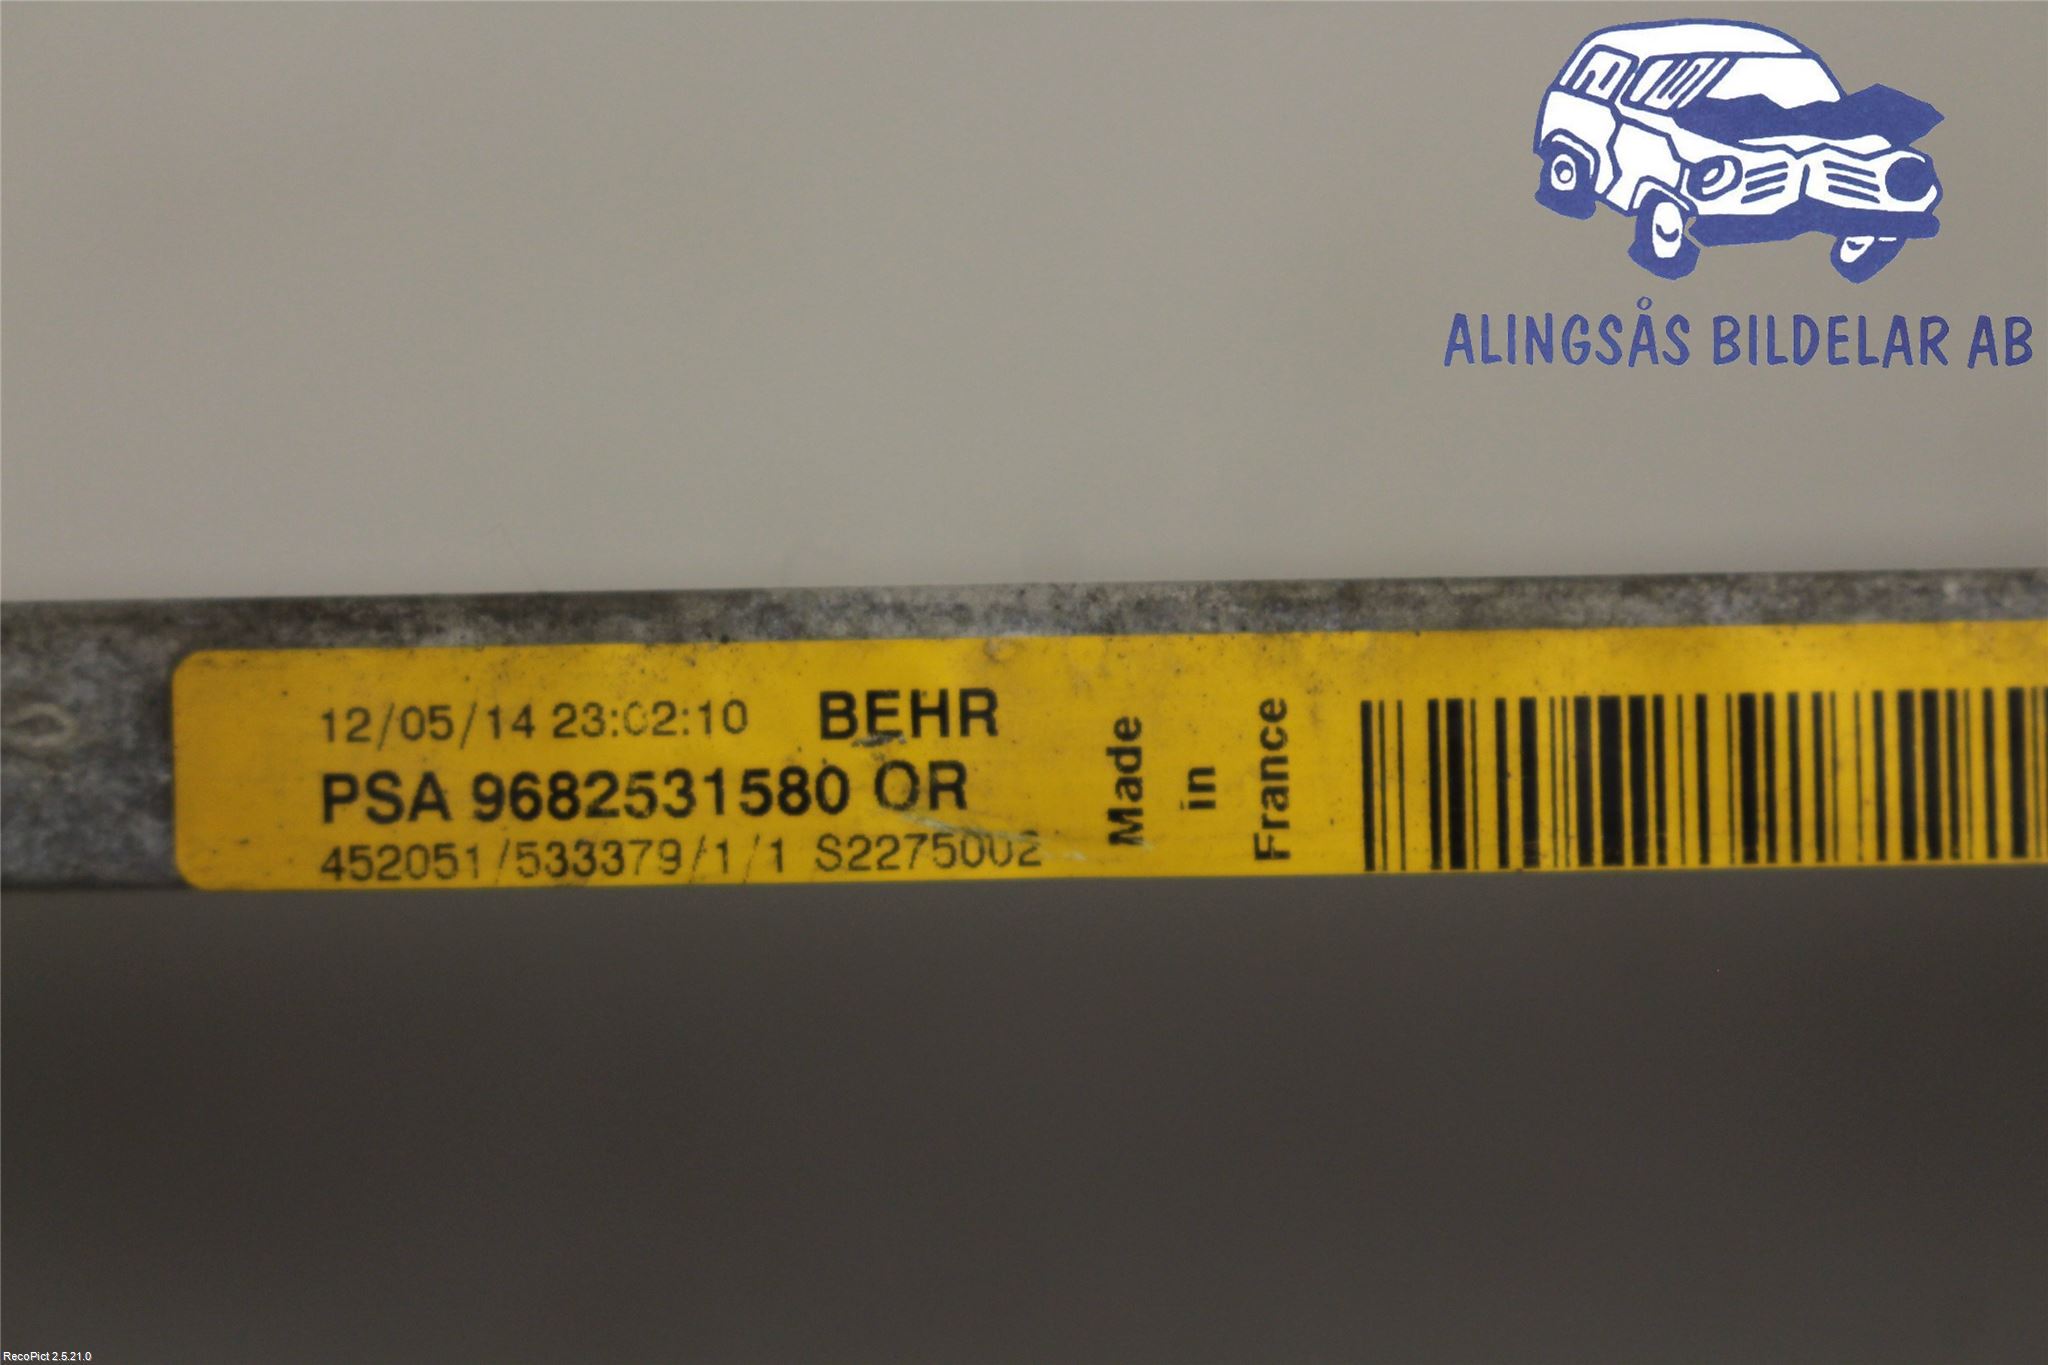 ALINGSÅS BILDELAR AB
12/05/14 23:02:10 BEHR
PSA 9682531580 OR
452051/533379/1/1 S2275002
Made
in
France
RecoPict 2.5.21.0